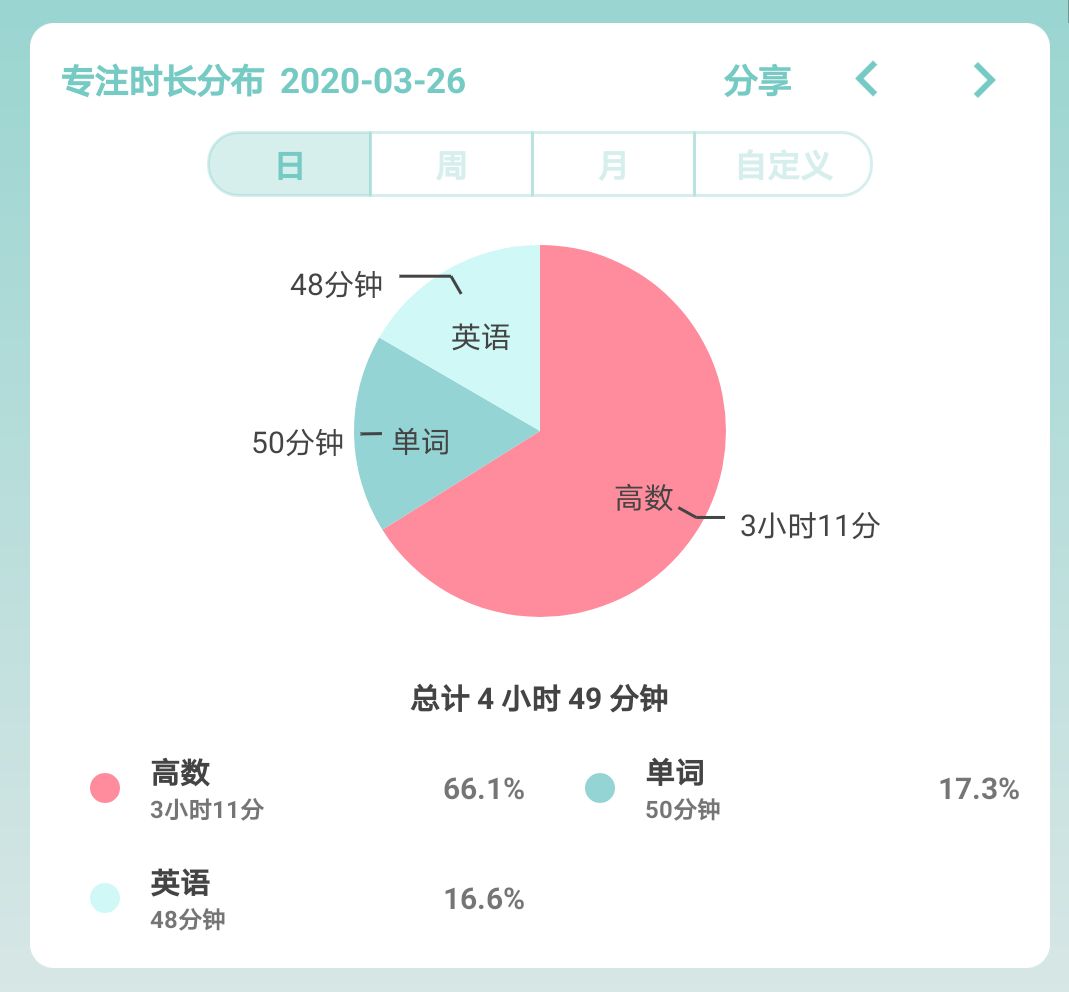 专注时长分布 2020-03-26 分享
日 周 月 自定义
48分钟
英语
50分钟 单词
高数
3小时11分
总计 4 小时 49 分钟
高数 66.1%
3小时11分
单词 17.3%
50分钟
英语 16.6%
48分钟